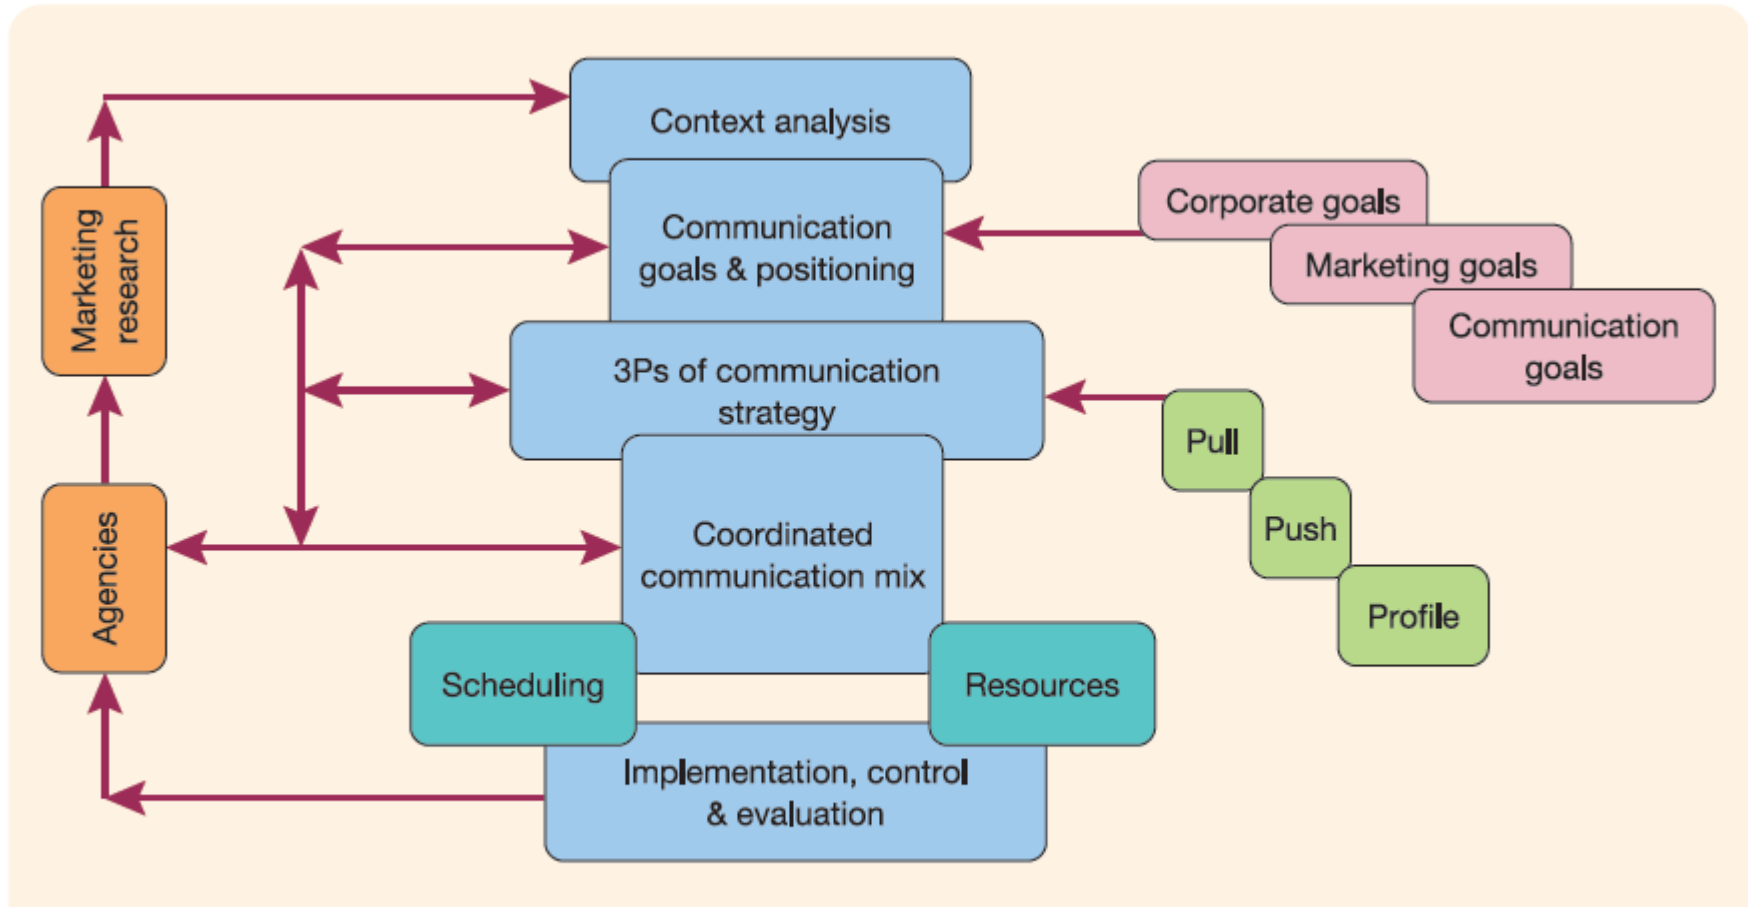 Context analysis
Communication
goals & positioning
3Ps of communication
strategy
Coordinated
communication mix
Scheduling
Resources
Implementation, control
& evaluation
Marketing
research
Agencies
Corporate goals
Marketing goals
Communication
goals
Pull
Push
Profile